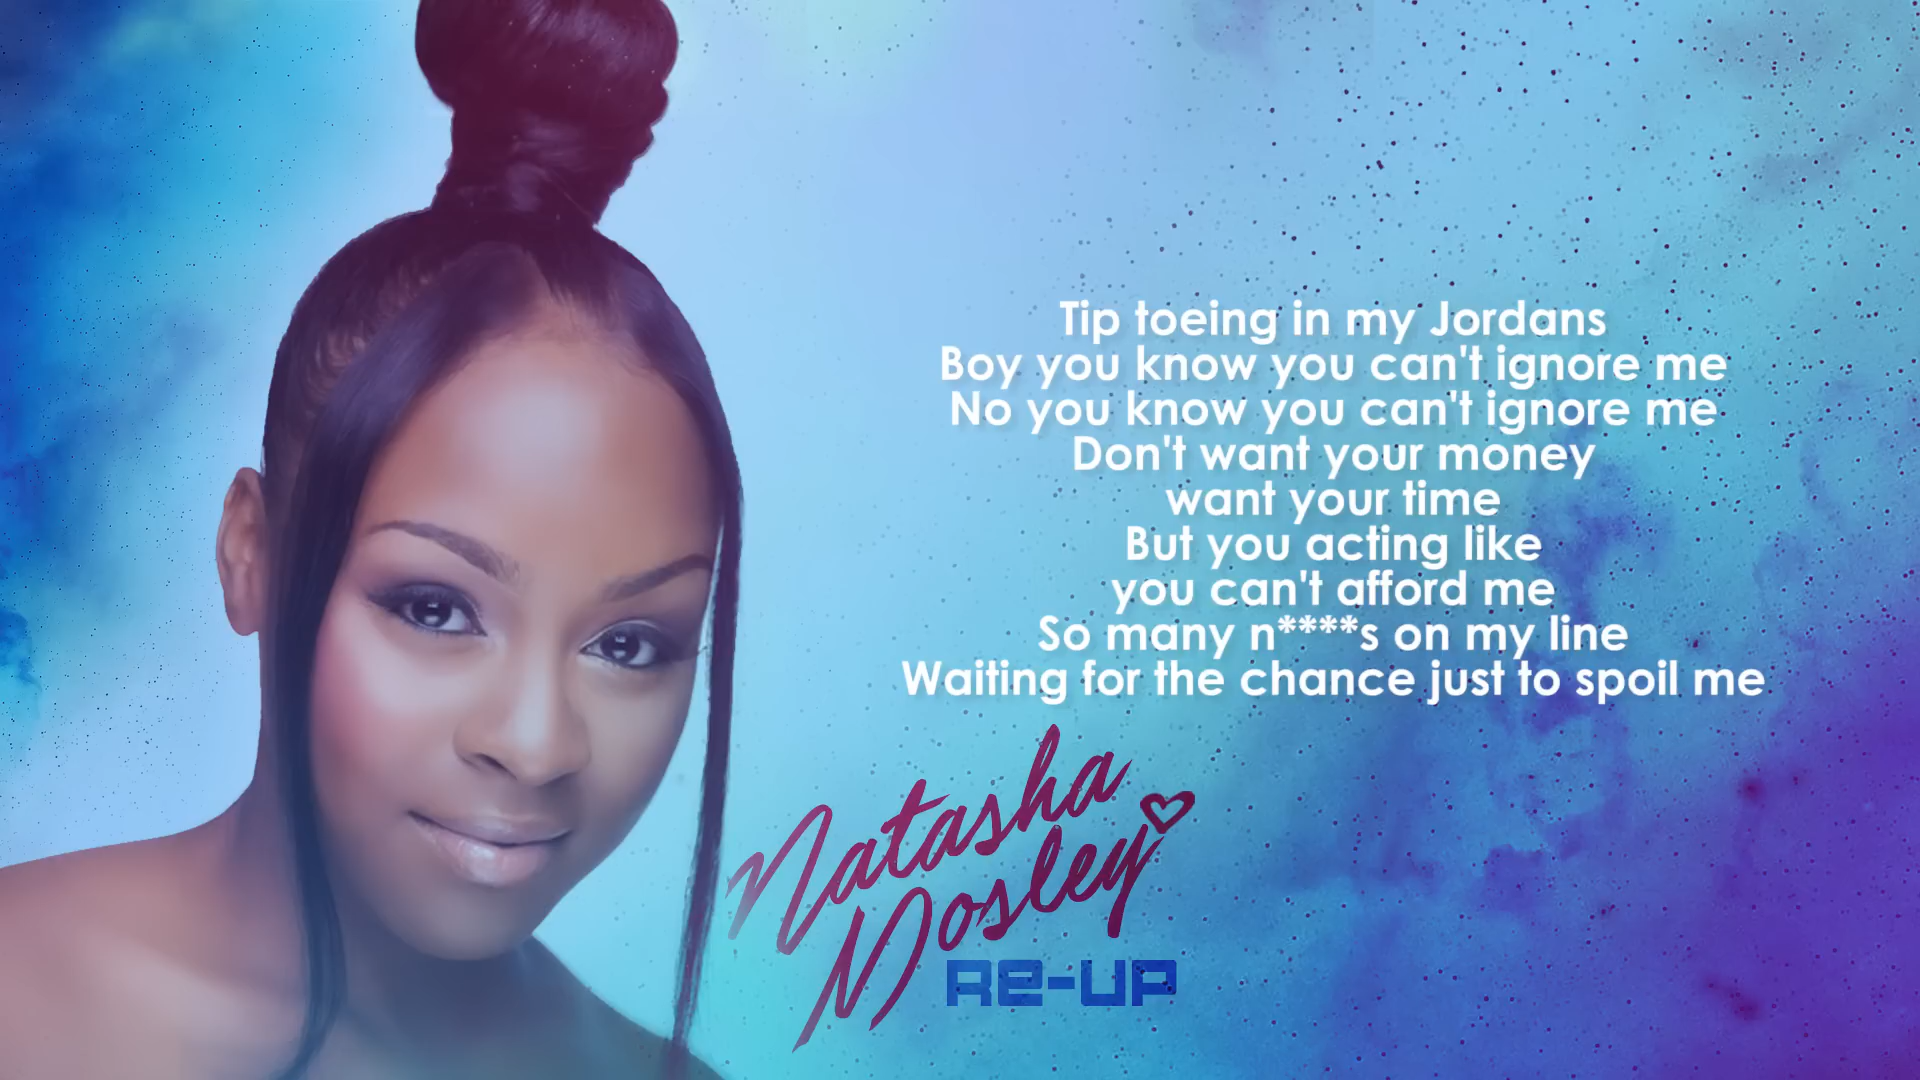 Tip toeing in my Jordans
Boy you know you can't ignore me
No you know you can't ignore me
Don't want your money
want your time
But you acting like
you can't afford me
So many n****s on my line
Waiting for the chance just to spoil me
Natasha
Mosley
Re-UP